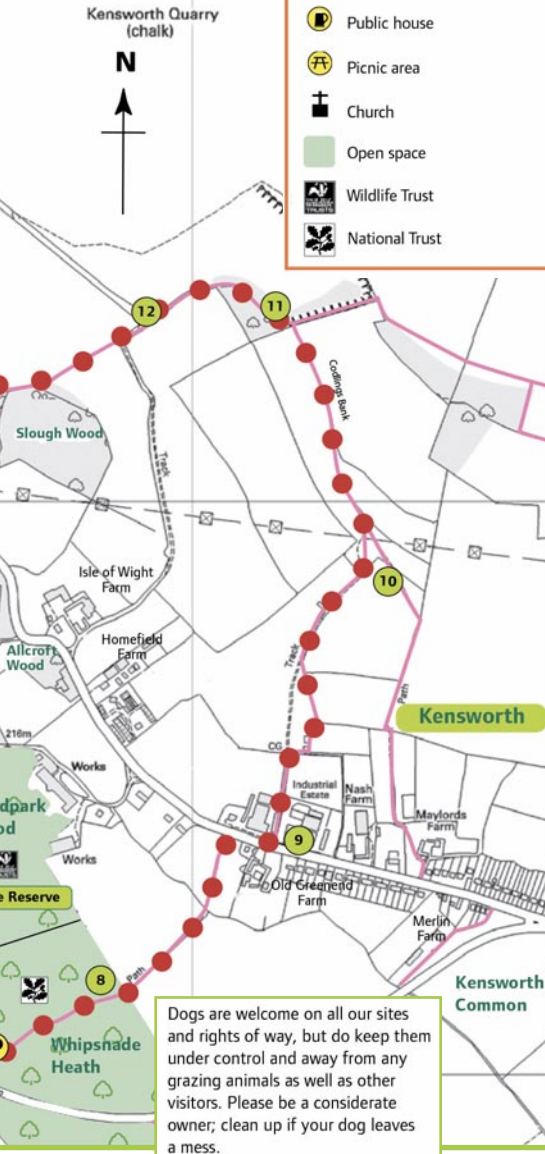 Kensworth Quarry
(chalk)
N
Public house
Picnic area
Church
Open space
Wildlife Trust
National Trust
12
11
Codlings Bank
Slough Wood
Track
Isle of Wight
Farm
10
Allcroft
Wood
Homefield
Farm
Track
Path
Kensworth
216m
CG
Works
Industrial
Estate
Nash
Farm
Maylords
Farm
dpark
od
Works
9
Old Greenend
Farm
e Reserve
Merlin
Farm
8
Path
Kensworth
Common
Whipsnade
Heath
Dogs are welcome on all our sites
and rights of way, but do keep them
under control and away from any
grazing animals as well as other
visitors. Please be a considerate
owner; clean up if your dog leaves
a mess.